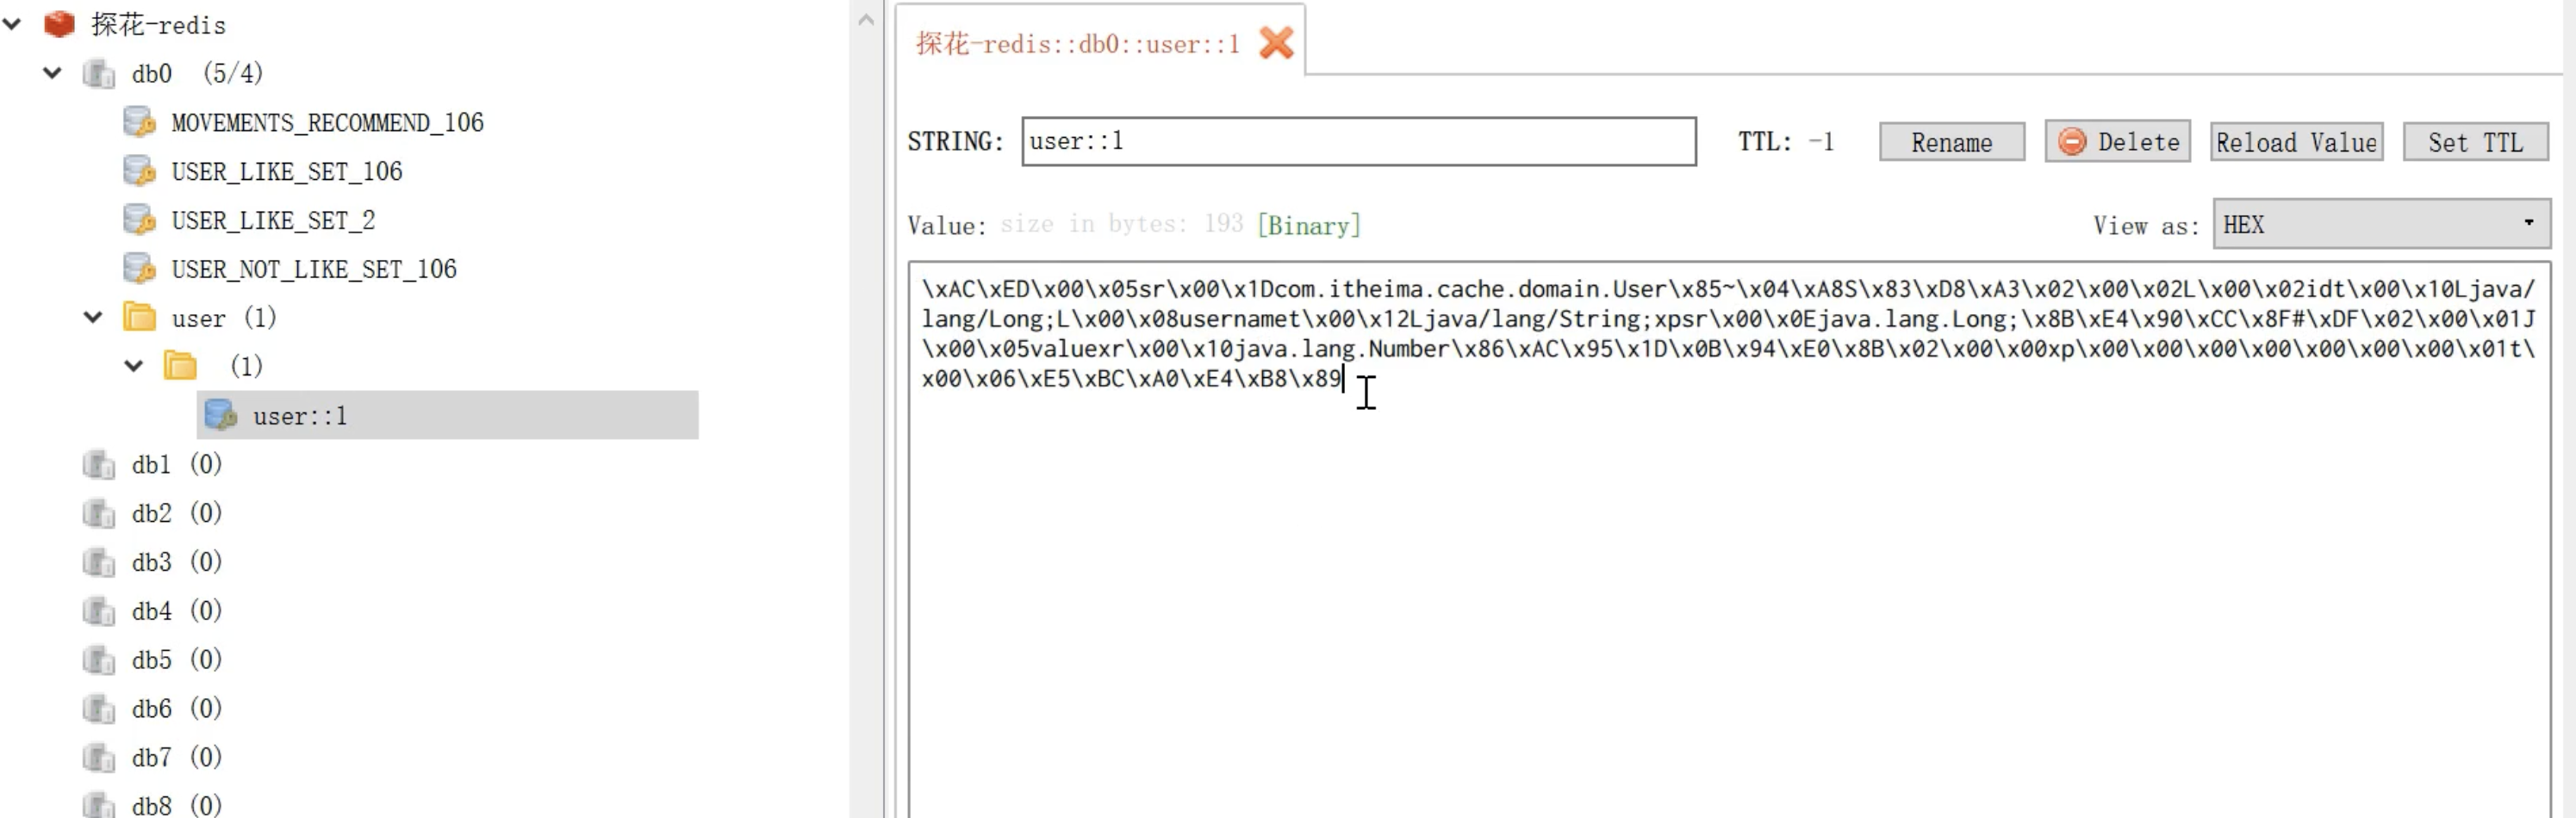 探花-redis
db0 (5/4)
MOVEMENTS_RECOMMEND_106
USER_LIKE_SET_106
USER_LIKE_SET_2
USER_NOT_LIKE_SET_106
user (1)
(1)
user::1
db1 (0)
db2 (0)
db3 (0)
db4 (0)
db5 (0)
db6 (0)
db7 (0)
db8 (0)
探花-redis::db0::user::1
STRING: user::1 TTL: -1 Rename Delete Reload Value Set TTL
Value: size in bytes: 193 [Binary] View as: HEX
\xAC\xED\x00\x05sr\x00\x1Dcom.itheima.cache.domain.User\x85~\x04\xA8S\x83\xD8\xA3\x02\x00\x02L\x00\x02idt\x00\x10Ljava/
lang/Long;L\x00\x08usernamet\x00\x12Ljava/lang/String;xpsr\x00\x0Ejava.lang.Long;\x8B\xE4\x90\xCC\x8F#\xDF\x02\x00\x01J
\x00\x05valuexr\x00\x10java.lang.Number\x86\xAC\x95\x1D\x0B\x94\xE0\x8B\x02\x00\x00xp\x00\x00\x00\x00\x00\x00\x00\x01t\
x00\x06\xE5\xBC\xA0\xE4\xB8\x89